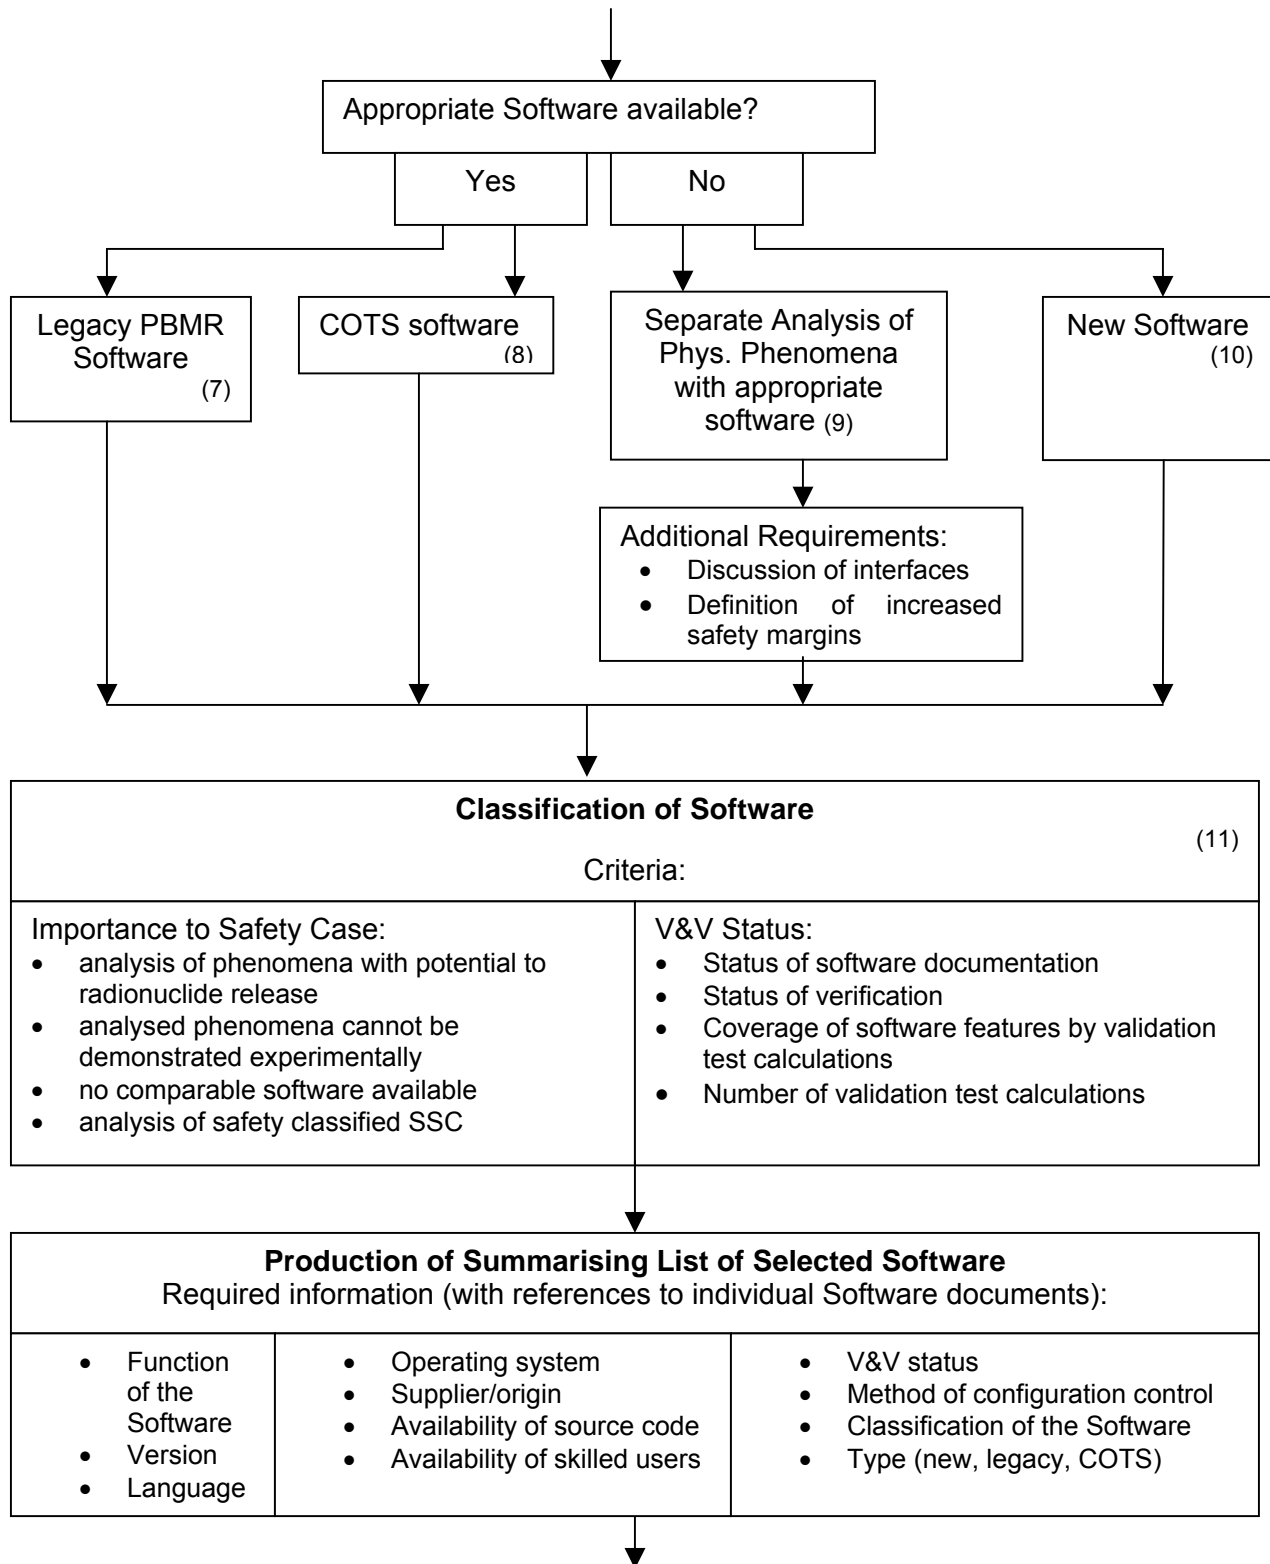 Appropriate Software available?
Yes
No
Legacy PBMR
Software
(7)
COTS software
(8)
Separate Analysis of
Phys. Phenomena
with appropriate
software (9)
New Software
(10)
Additional Requirements:
• Discussion of interfaces
• Definition of increased
safety margins
Classification of Software
(11)
Criteria:
Importance to Safety Case:
• analysis of phenomena with potential to
radionuclide release
• analysed phenomena cannot be
demonstrated experimentally
• no comparable software available
• analysis of safety classified SSC
V&V Status:
• Status of software documentation
• Status of verification
• Coverage of software features by validation
test calculations
• Number of validation test calculations
Production of Summarising List of Selected Software
Required information (with references to individual Software documents):
• Function
of the
Software
• Version
• Language
• Operating system
• Supplier/origin
• Availability of source code
• Availability of skilled users
• V&V status
• Method of configuration control
• Classification of the Software
• Type (new, legacy, COTS)